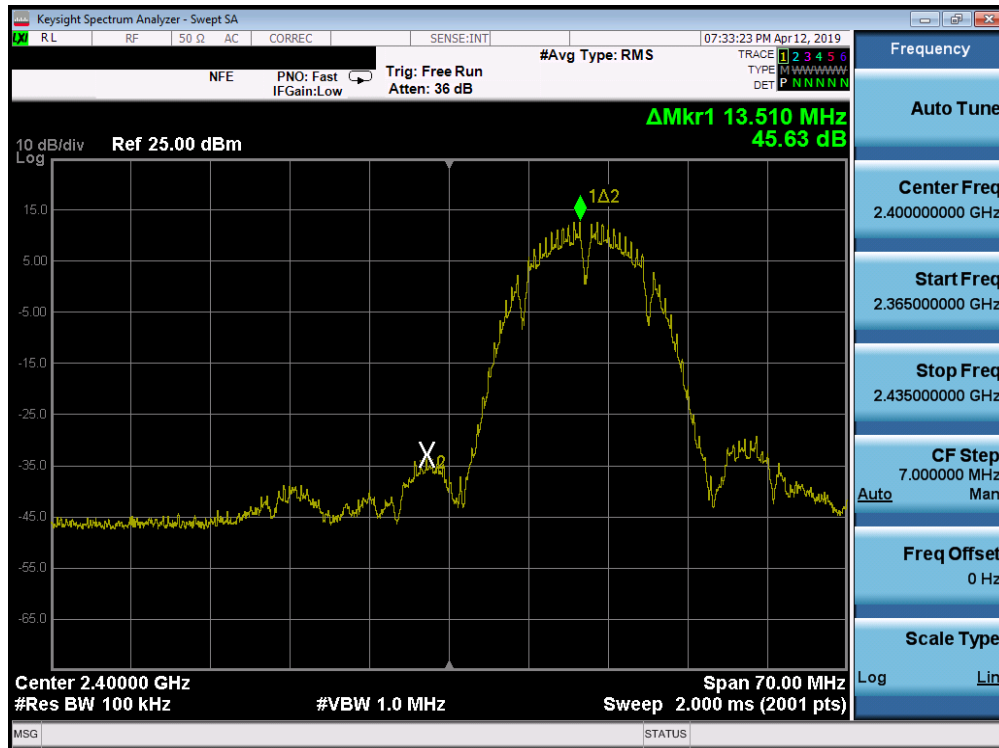 Keysight Spectrum Analyzer - Swept SA
LXI RL RF 50 Ω AC CORREC SENSE:INT 07:33:23 PM Apr 12, 2019
NFE
PNO: Fast
IFGain:Low
Trig: Free Run
Atten: 36 dB
#Avg Type: RMS
TRACE 1 2 3 4 5 6
TYPE M W W W W W
DET P N N N N N
ΔMkr1 13.510 MHz
45.63 dB
10 dB/div
Log
Ref 25.00 dBm
1Δ2
15.0
5.00
-5.00
-15.0
-25.0
X2
-35.0
-45.0
-55.0
-65.0
Center 2.40000 GHz
Span 70.00 MHz
#Res BW 100 kHz
#VBW 1.0 MHz
Sweep 2.000 ms (2001 pts)
MSG
STATUS
Frequency
Auto Tune
Center Freq
2.400000000 GHz
Start Freq
2.365000000 GHz
Stop Freq
2.435000000 GHz
CF Step
7.000000 MHz
Auto Man
Freq Offset
0 Hz
Scale Type
Log Lin